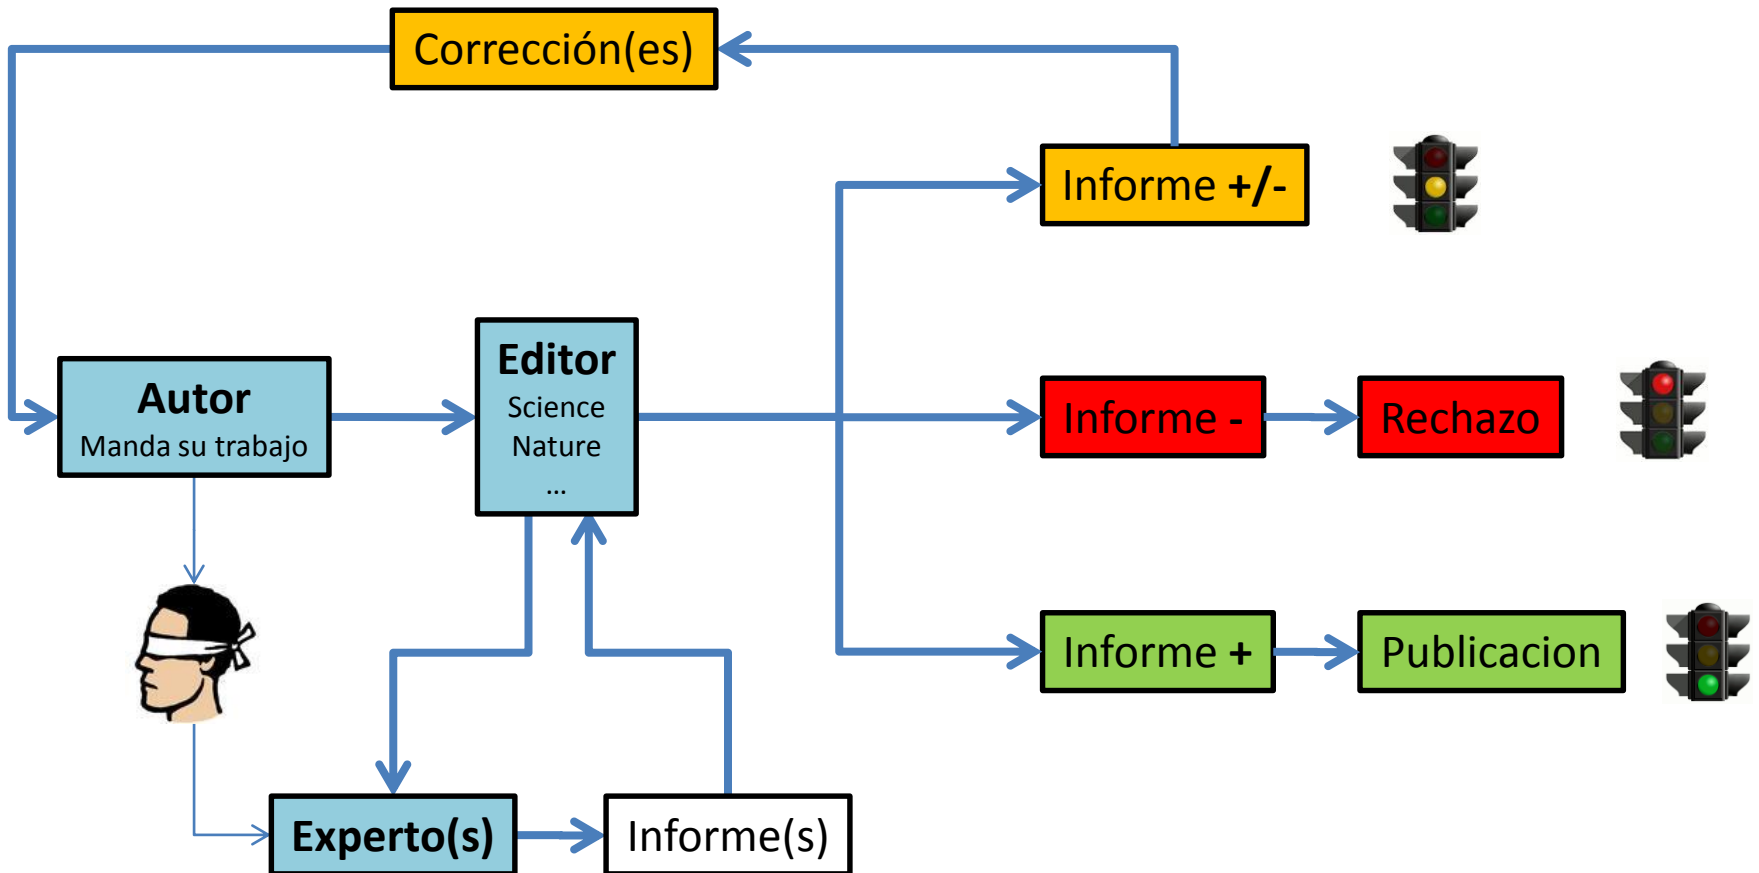 Corrección(es)
Informe +/-
Autor
Manda su trabajo
Editor
Science
Nature
...
Informe -
Rechazo
Informe +
Publicacion
Experto(s)
Informe(s)